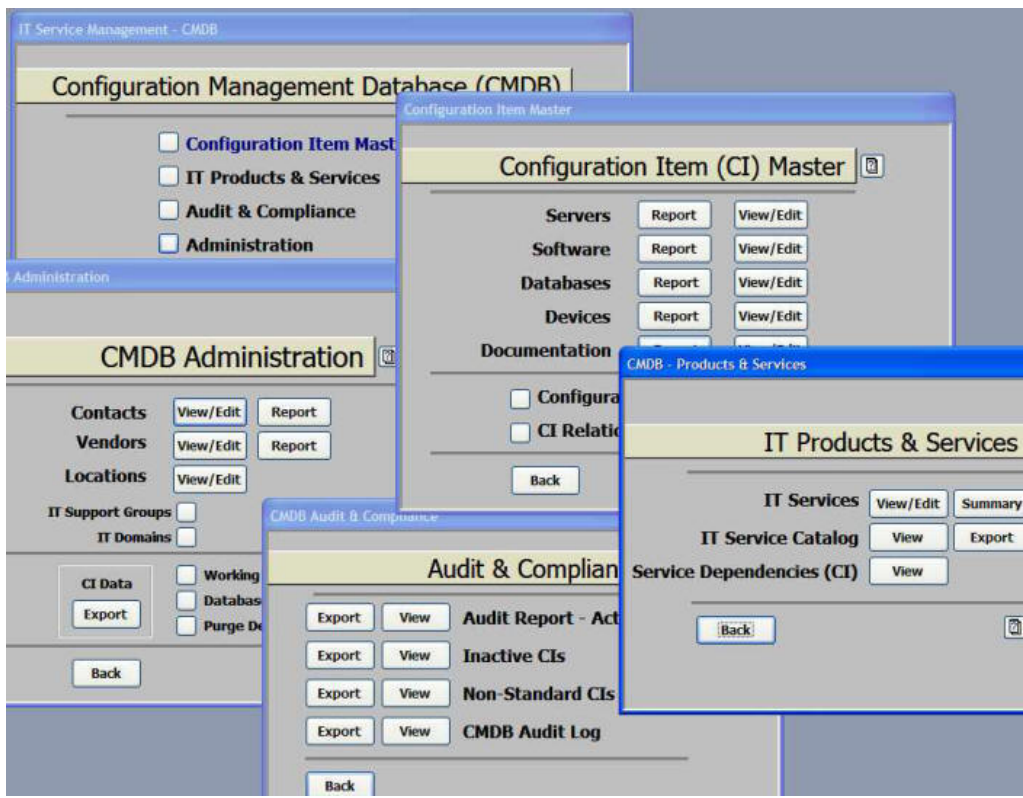 IT Service Management - CMDB
Configuration Management Database (CMDB)
Configuration Item Mast
IT Products & Services
Audit & Compliance
Administration
Configuration Item Master
Configuration Item (CI) Master
Servers Report View/Edit
Software Report View/Edit
Databases Report View/Edit
Devices Report View/Edit
Documentation
Configura
CI Relatio
Back
Administration
CMDB Administration
Contacts View/Edit Report
Vendors View/Edit Report
Locations View/Edit
IT Support Groups
IT Domains
CI Data
Export
Working
Databas
Purge De
Back
CMDB - Products & Services
IT Products & Services
IT Services View/Edit Summary
IT Service Catalog View Export
Service Dependencies (CI) View
Back
CMDB Audit & Compliance
Audit & Complian
Export View Audit Report - Act
Export View Inactive CIs
Export View Non-Standard CIs
Export View CMDB Audit Log
Back